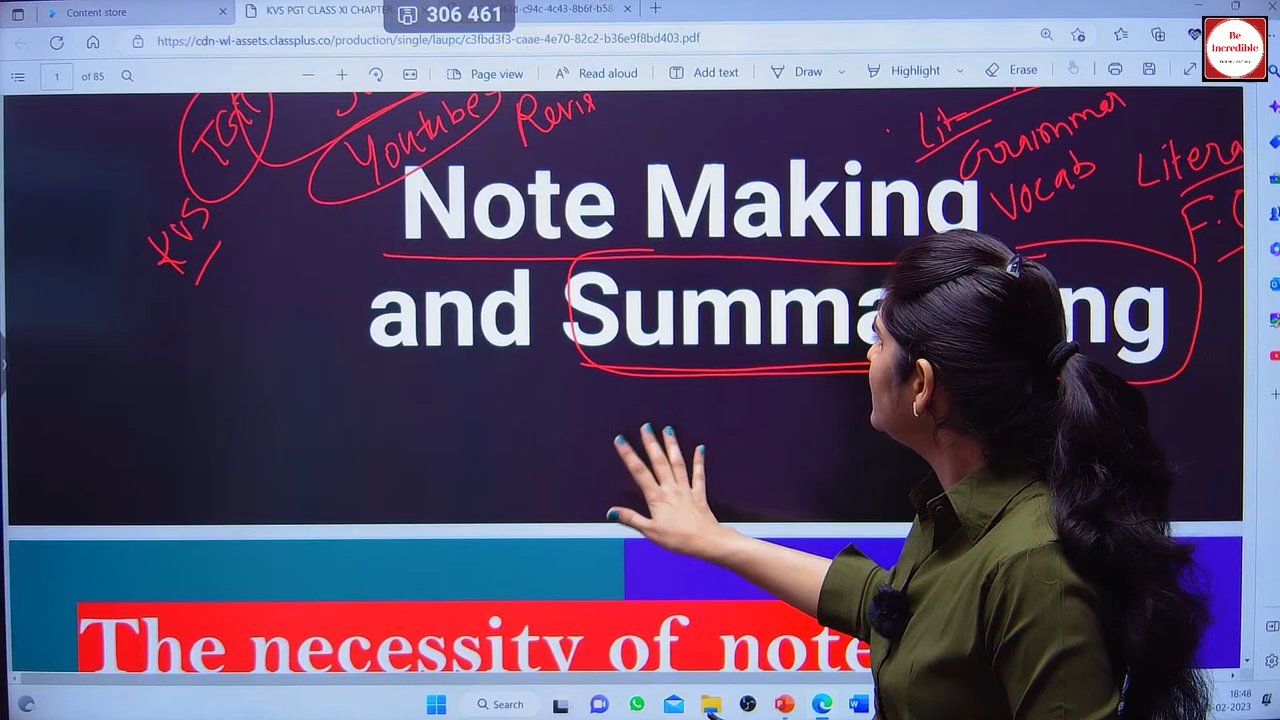 Content store
KVS PGT CLASS XI CHAPTER
306 461
https://cdn-wl-assets.classplus.co/production/single/laupc/c3fbd3f3-caae-4e70-82c2-b36e9f8bd403.pdf
Be
Incredible
1 of 85
Page view
Read aloud
Add text
Draw
Highlight
Erase
TGT
Youtube
KVS
Lit
Vocab
Litera
Note Making
and Summa ng
The necessity of note
Search
18:48
-02-2023